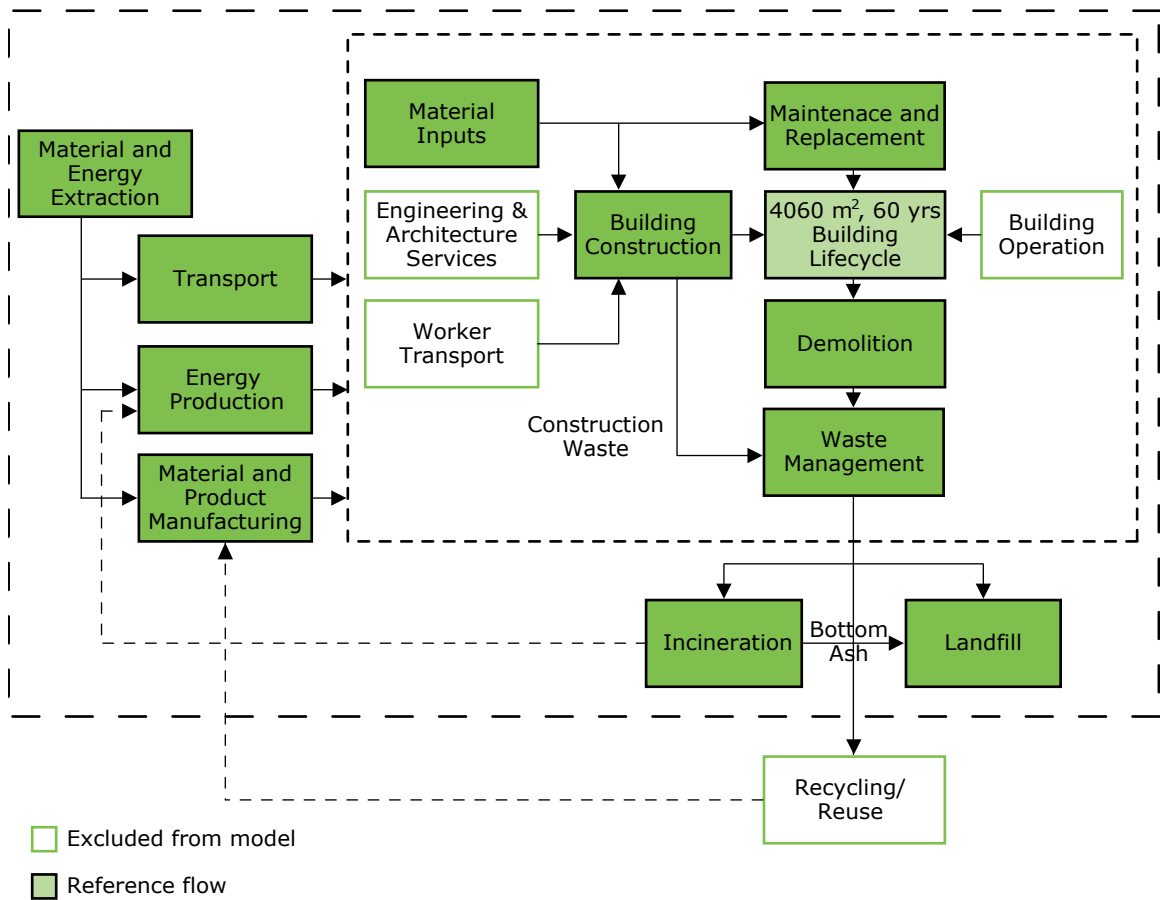 Material and
Energy
Extraction
Transport
Energy
Production
Material and
Product
Manufacturing
Material
Inputs
Engineering &
Architecture
Services
Worker
Transport
Building
Construction
Maintenace and
Replacement
4060 m², 60 yrs
Building
Lifecycle
Building
Operation
Demolition
Construction
Waste
Waste
Management
Incineration
Bottom
Ash
Landfill
Recycling/
Reuse
Excluded from model
Reference flow